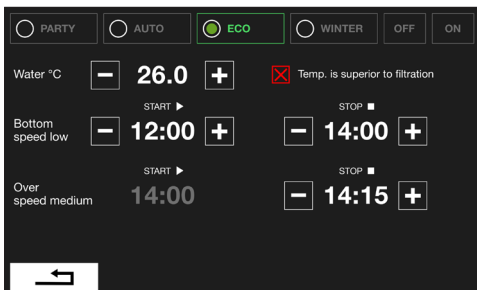 PARTY AUTO ECO WINTER OFF ON
Water °C 26.0 Temp. is superior to filtration
START STOP
Bottom
speed low 12:00 14:00
START STOP
Over
speed medium 14:00 14:15